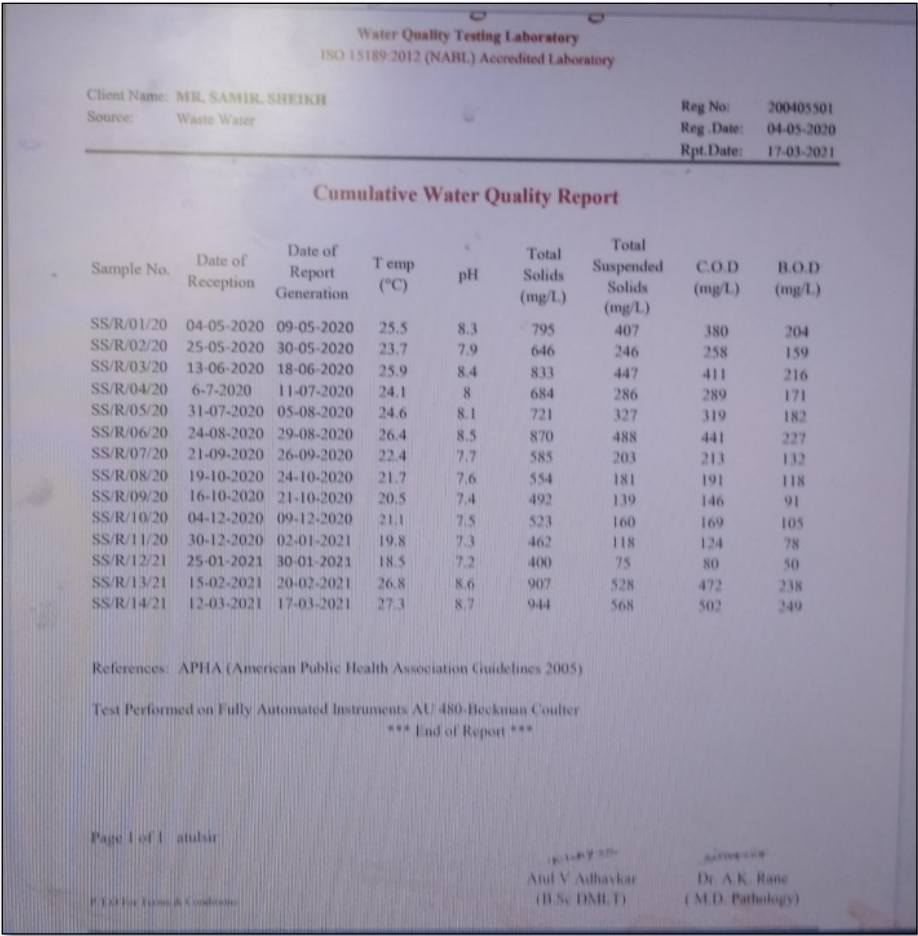 Water Quality Testing Laboratory
ISO 15189:2012 (NABL) Accredited Laboratory
Client Name: MR. SAMIR. SHEIKH
Source: Waste Water
Reg No: 200405501
Reg .Date: 04-05-2020
Rpt.Date: 17-03-2021
Cumulative Water Quality Report
Sample No. Date of Reception Date of Report Generation T emp (°C) pH Total Solids (mg/L) Total Suspended Solids (mg/L) C.O.D (mg/L) B.O.D (mg/L)
SS/R/01/20 04-05-2020 09-05-2020 25.5 8.3 795 407 380 204
SS/R/02/20 25-05-2020 30-05-2020 23.7 7.9 646 246 258 159
SS/R/03/20 13-06-2020 18-06-2020 25.9 8.4 833 447 411 216
SS/R/04/20 6-7-2020 11-07-2020 24.1 8 684 286 289 171
SS/R/05/20 31-07-2020 05-08-2020 24.6 8.1 721 327 319 182
SS/R/06/20 24-08-2020 29-08-2020 26.4 8.5 870 488 441 227
SS/R/07/20 21-09-2020 26-09-2020 22.4 7.7 585 203 213 132
SS/R/08/20 19-10-2020 24-10-2020 21.7 7.6 554 181 191 118
SS/R/09/20 16-10-2020 21-10-2020 20.5 7.4 492 139 146 91
SS/R/10/20 04-12-2020 09-12-2020 21.1 7.5 523 160 169 105
SS/R/11/20 30-12-2020 02-01-2021 19.8 7.3 462 118 124 78
SS/R/12/21 25-01-2021 30-01-2021 18.5 7.2 400 75 80 50
SS/R/13/21 15-02-2021 20-02-2021 26.8 8.6 907 528 472 238
SS/R/14/21 12-03-2021 17-03-2021 27.3 8.7 944 568 502 249
References: APHA (American Public Health Association Guidelines 2005)
Test Performed on Fully Automated Instruments AU 480-Beckman Coulter
*** End of Report ***
Page 1 of 1 atulsir
Atul V Adhavkar Dr. A.K. Rane
(B.Sc DMLT) ( M.D. Pathology)
P.T.O For Terms & Conditions